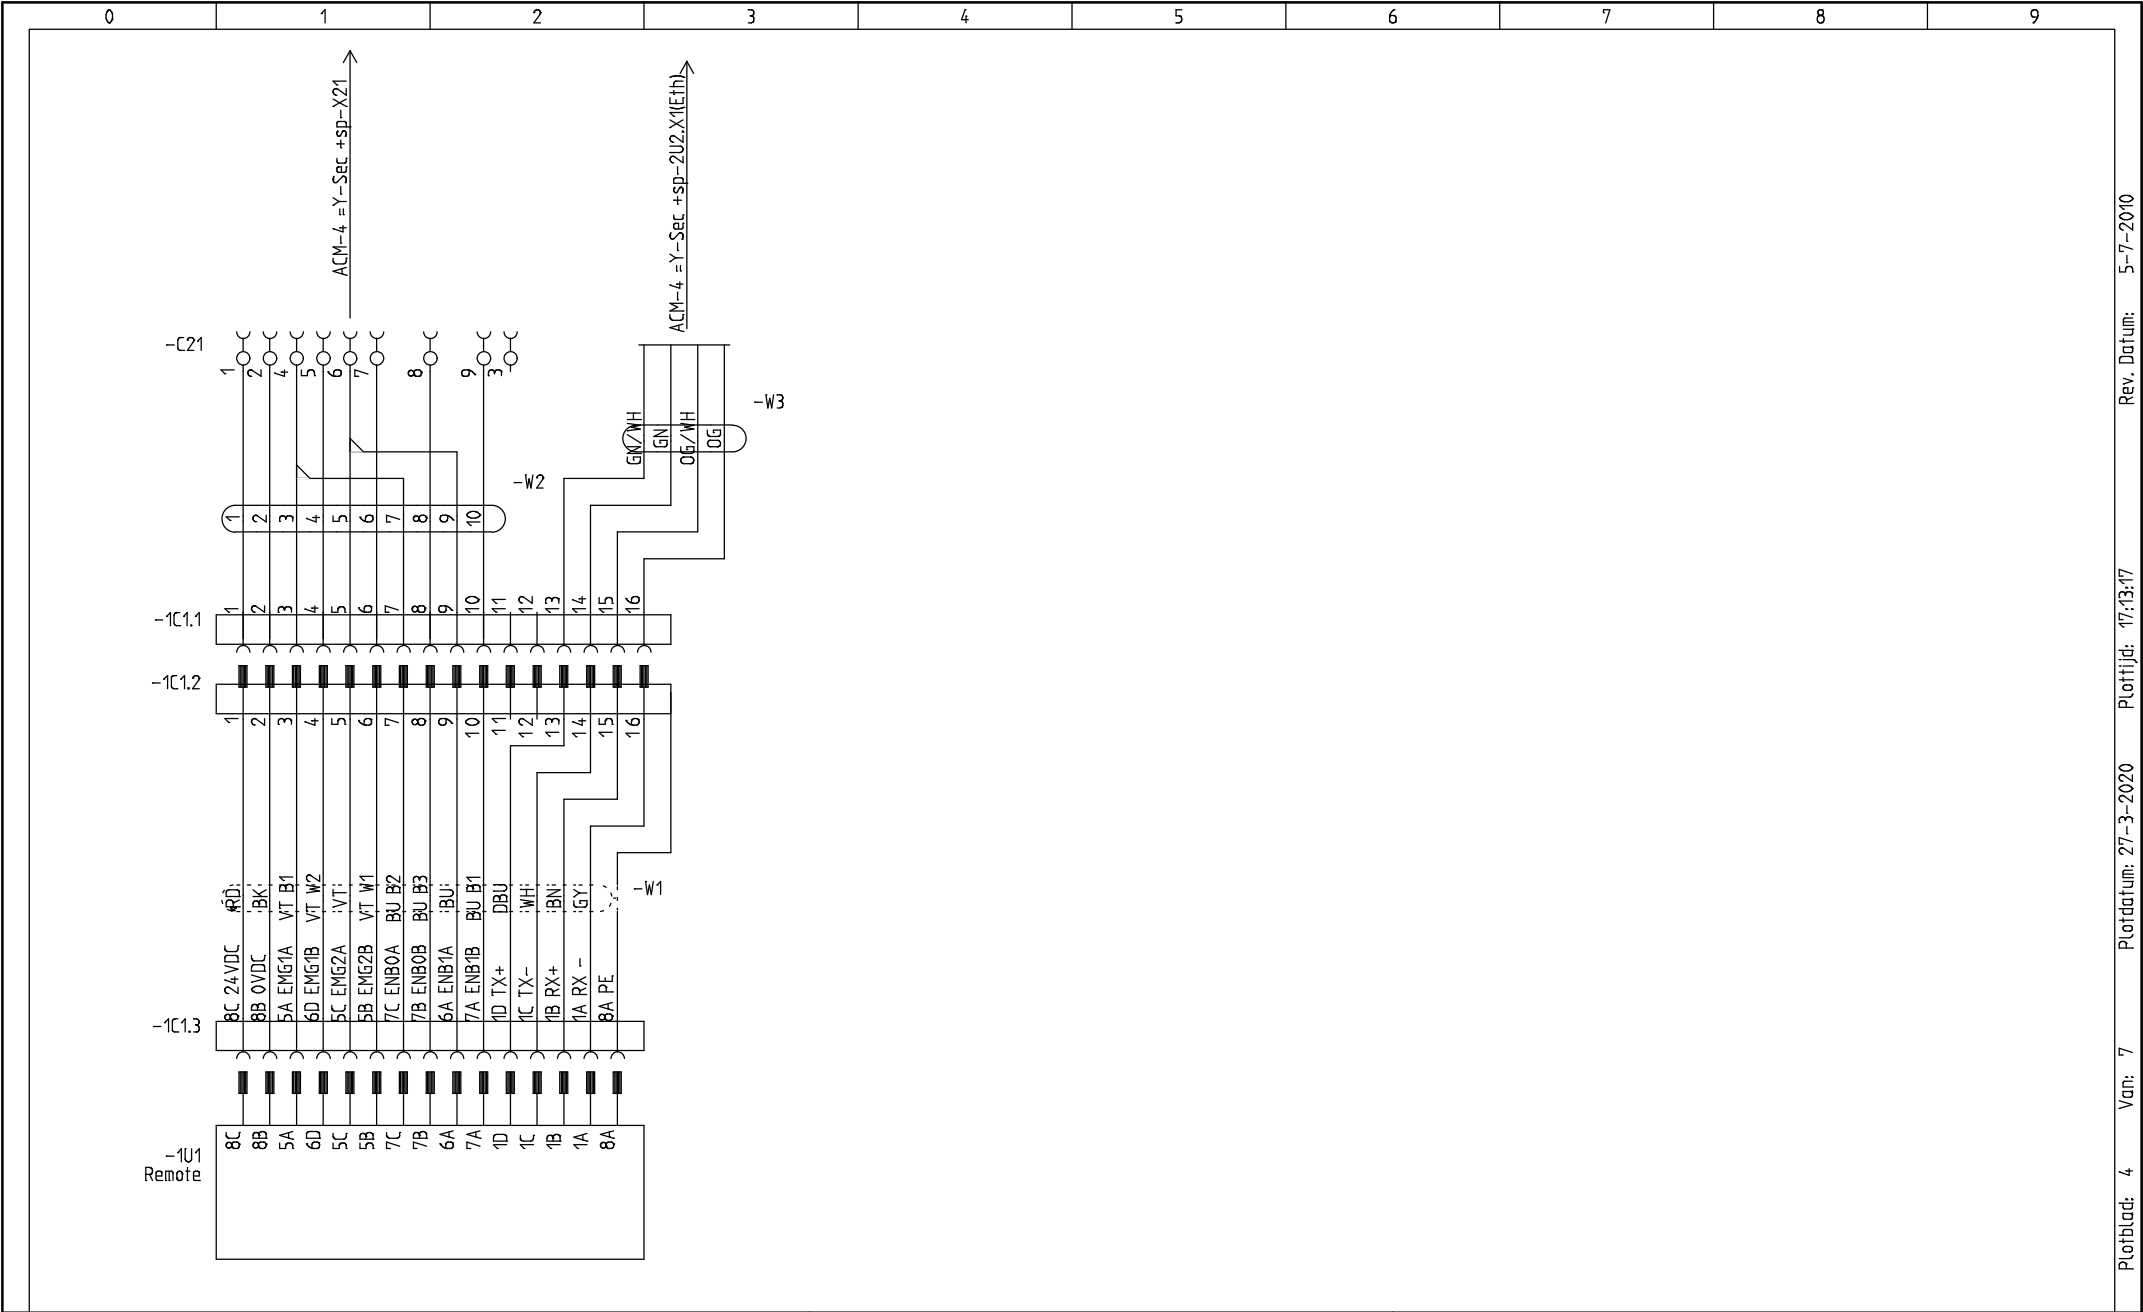 0 1 2 3 4 5 6 7 8 9
ACM-4 =Y-Sec +sp-X21
ACM-4 =Y-Sec +sp-2U2.X1(Eth)
-C21
1 2 4 5 6 7 8 9 3
-W3
GN/WH GN OG/WH OG
-W2
1 2 3 4 5 6 7 8 9 10
1 2 3 4 5 6 7 8 9 10 11 12 13 14 15 16
-1C1.1
-1C1.2
1 2 3 4 5 6 7 8 9 10 11 12 13 14 15 16
-W1
RD
BK
VT B1
VT W2
VT
VT W1
BU B2
BU B3
BU
BU B1
DBU
WH
BN
GY
8C 24VDC
8B 0VDC
5A EMG1A
6D EMG1B
5C EMG2A
5B EMG2B
7C ENB0A
7B ENB0B
6A ENB1A
7A ENB1B
1D TX+
1C TX-
1B RX+
1A RX -
8A PE
-1C1.3
8C 8B 5A 6D 5C 5B 7C 7B 6A 7A 1D 1C 1B 1A 8A
-1U1
Remote
Plotblad: 4 Van: 7 Plotdatum: 27-3-2020 Plottijd: 17:13:17 Rev. Datum: 5-7-2010